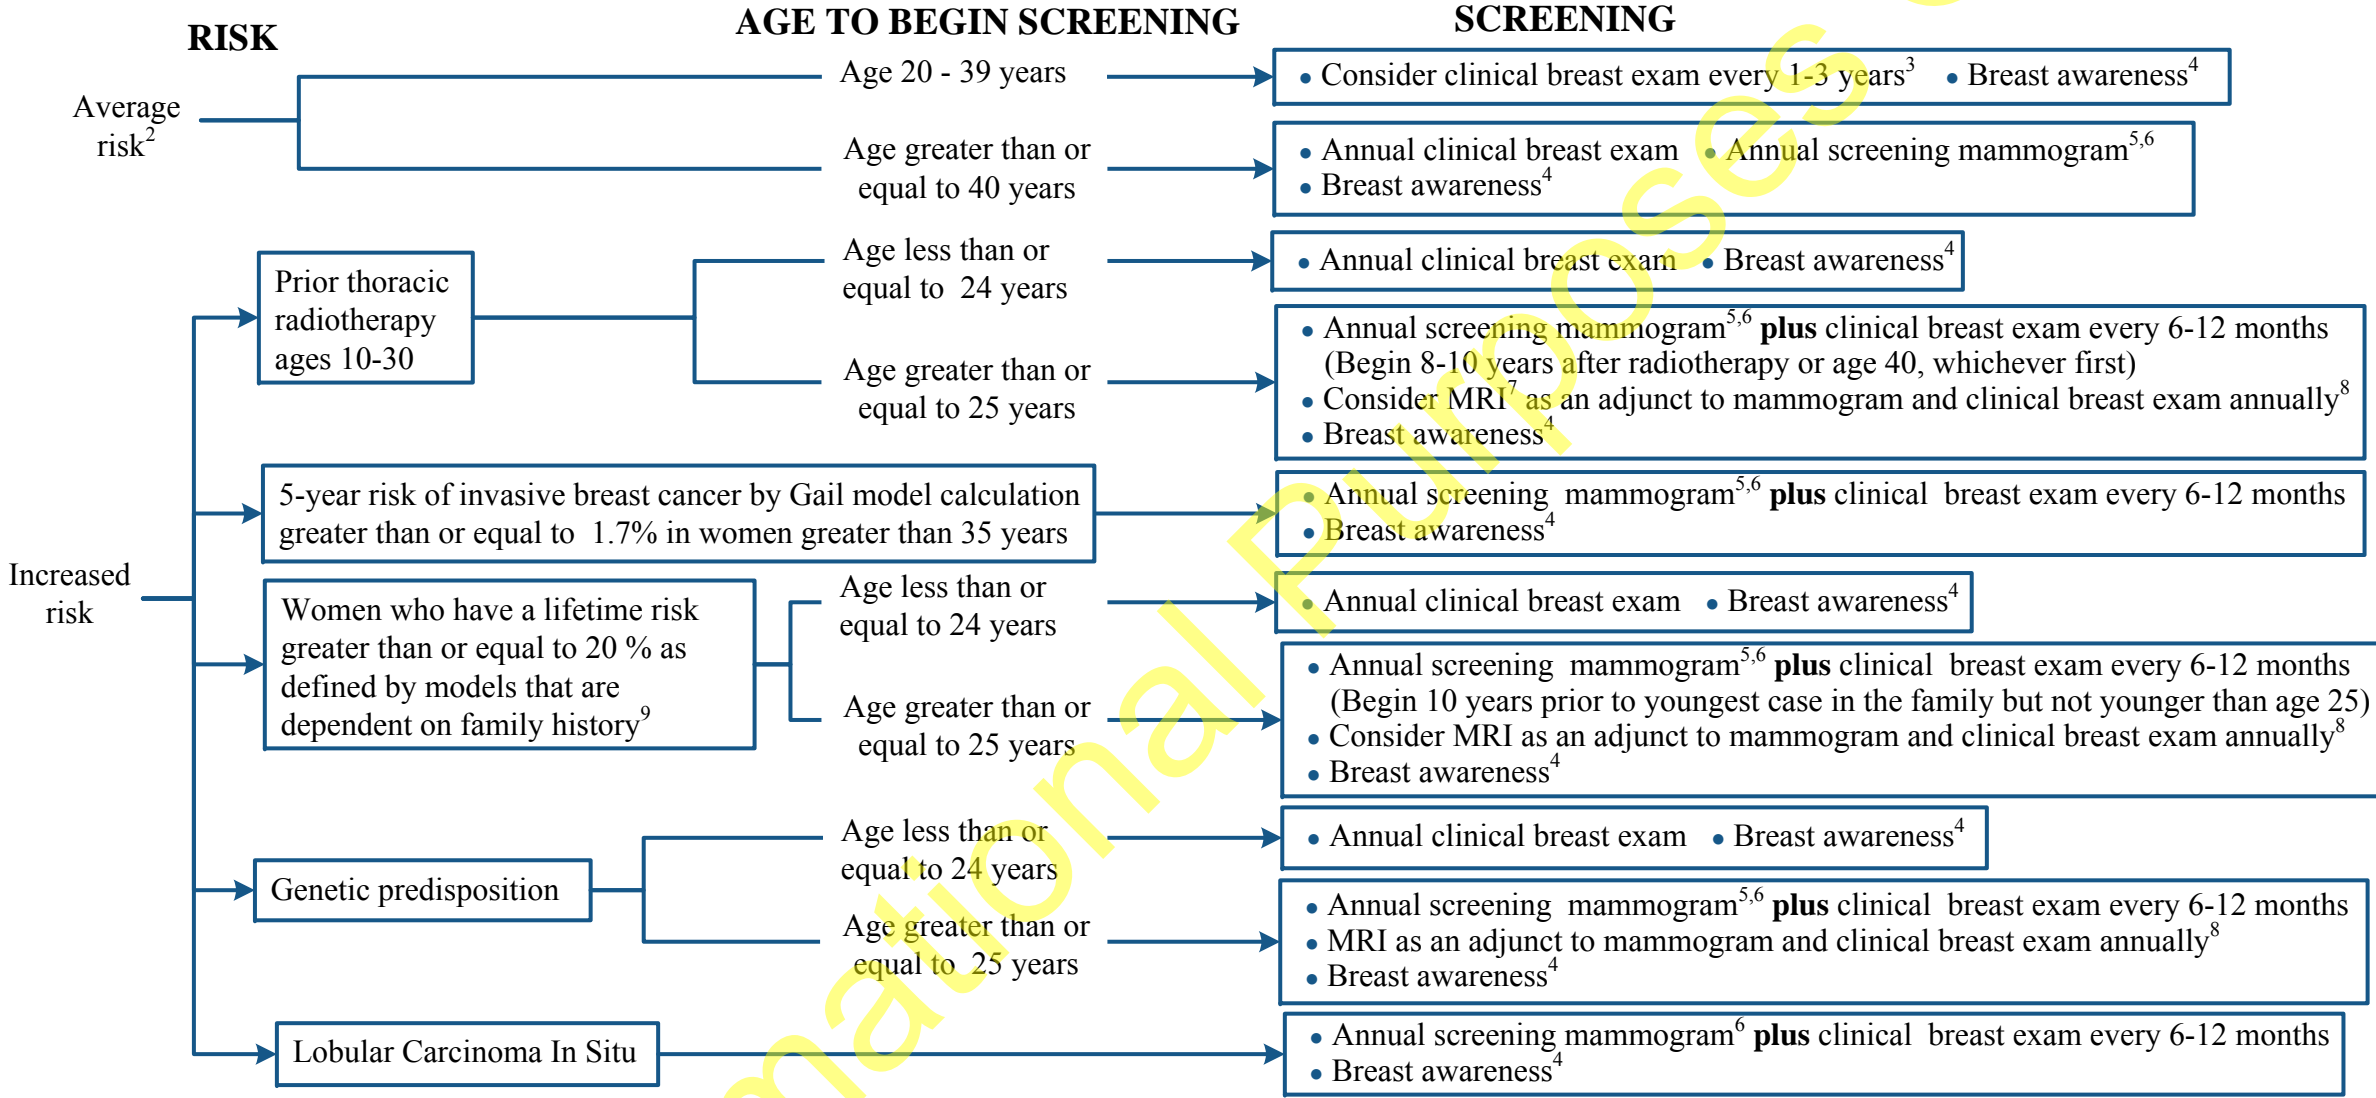 RISK
AGE TO BEGIN SCREENING
SCREENING
Average
risk2
Age 20 - 39 years
• Consider clinical breast exam every 1-3 years3 • Breast awareness4
Age greater than or
equal to 40 years
• Annual clinical breast exam • Annual screening mammogram5,6
• Breast awareness4
Increased
risk
Prior thoracic
radiotherapy
ages 10-30
Age less than or
equal to 24 years
• Annual clinical breast exam • Breast awareness4
Age greater than or
equal to 25 years
• Annual screening mammogram5,6 plus clinical breast exam every 6-12 months
(Begin 8-10 years after radiotherapy or age 40, whichever first)
• Consider MRI7 as an adjunct to mammogram and clinical breast exam annually8
• Breast awareness4
5-year risk of invasive breast cancer by Gail model calculation
greater than or equal to 1.7% in women greater than 35 years
• Annual screening mammogram5,6 plus clinical breast exam every 6-12 months
• Breast awareness4
Women who have a lifetime risk
greater than or equal to 20 % as
defined by models that are
dependent on family history9
Age less than or
equal to 24 years
• Annual clinical breast exam • Breast awareness4
Age greater than or
equal to 25 years
• Annual screening mammogram5,6 plus clinical breast exam every 6-12 months
(Begin 10 years prior to youngest case in the family but not younger than age 25)
• Consider MRI as an adjunct to mammogram and clinical breast exam annually8
• Breast awareness4
Genetic predisposition
Age less than or
equal to 24 years
• Annual clinical breast exam • Breast awareness4
Age greater than or
equal to 25 years
• Annual screening mammogram5,6 plus clinical breast exam every 6-12 months
• MRI as an adjunct to mammogram and clinical breast exam annually8
• Breast awareness4
Lobular Carcinoma In Situ
• Annual screening mammogram6 plus clinical breast exam every 6-12 months
• Breast awareness4
mational Purposes